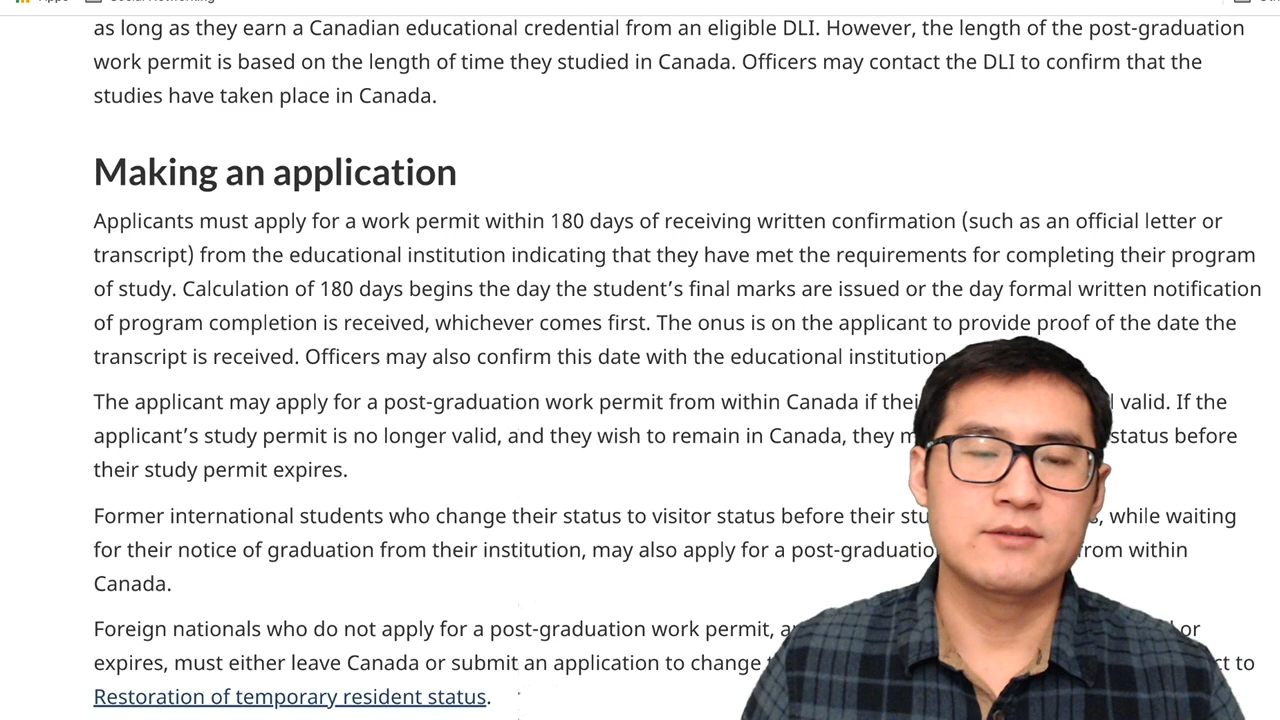 as long as they earn a Canadian educational credential from an eligible DLI. However, the length of the post-graduation
work permit is based on the length of time they studied in Canada. Officers may contact the DLI to confirm that the
studies have taken place in Canada.
Making an application
Applicants must apply for a work permit within 180 days of receiving written confirmation (such as an official letter or
transcript) from the educational institution indicating that they have met the requirements for completing their program
of study. Calculation of 180 days begins the day the student’s final marks are issued or the day formal written notification
of program completion is received, whichever comes first. The onus is on the applicant to provide proof of the date the
transcript is received. Officers may also confirm this date with the educational institution
The applicant may apply for a post-graduation work permit from within Canada if valid. If the
applicant’s study permit is no longer valid, and they wish to remain in Canada, they status before
their study permit expires.
Former international students who change their status to visitor status before their while waiting
for their notice of graduation from their institution, may also apply for a from within
Canada.
Foreign nationals who do not apply for a post-graduation work permit, or
expires, must either leave Canada or submit an application to change to
Restoration of temporary resident status.